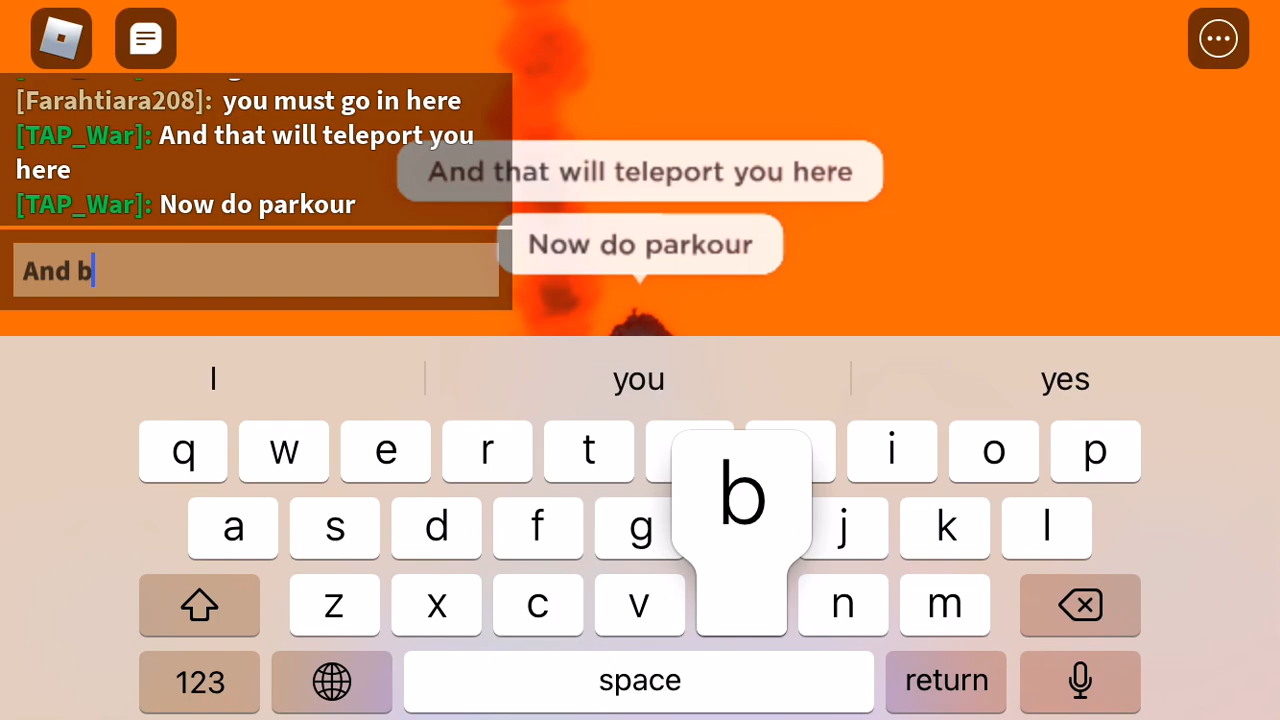 [Farahtiara208]: you must go in here
[TAP_War]: And that will teleport you
here
[TAP_War]: Now do parkour
And that will teleport you here
Now do parkour
And b
I you yes
q w e r t i o p
b
a s d f g j k l
z x c v n m
123 space return